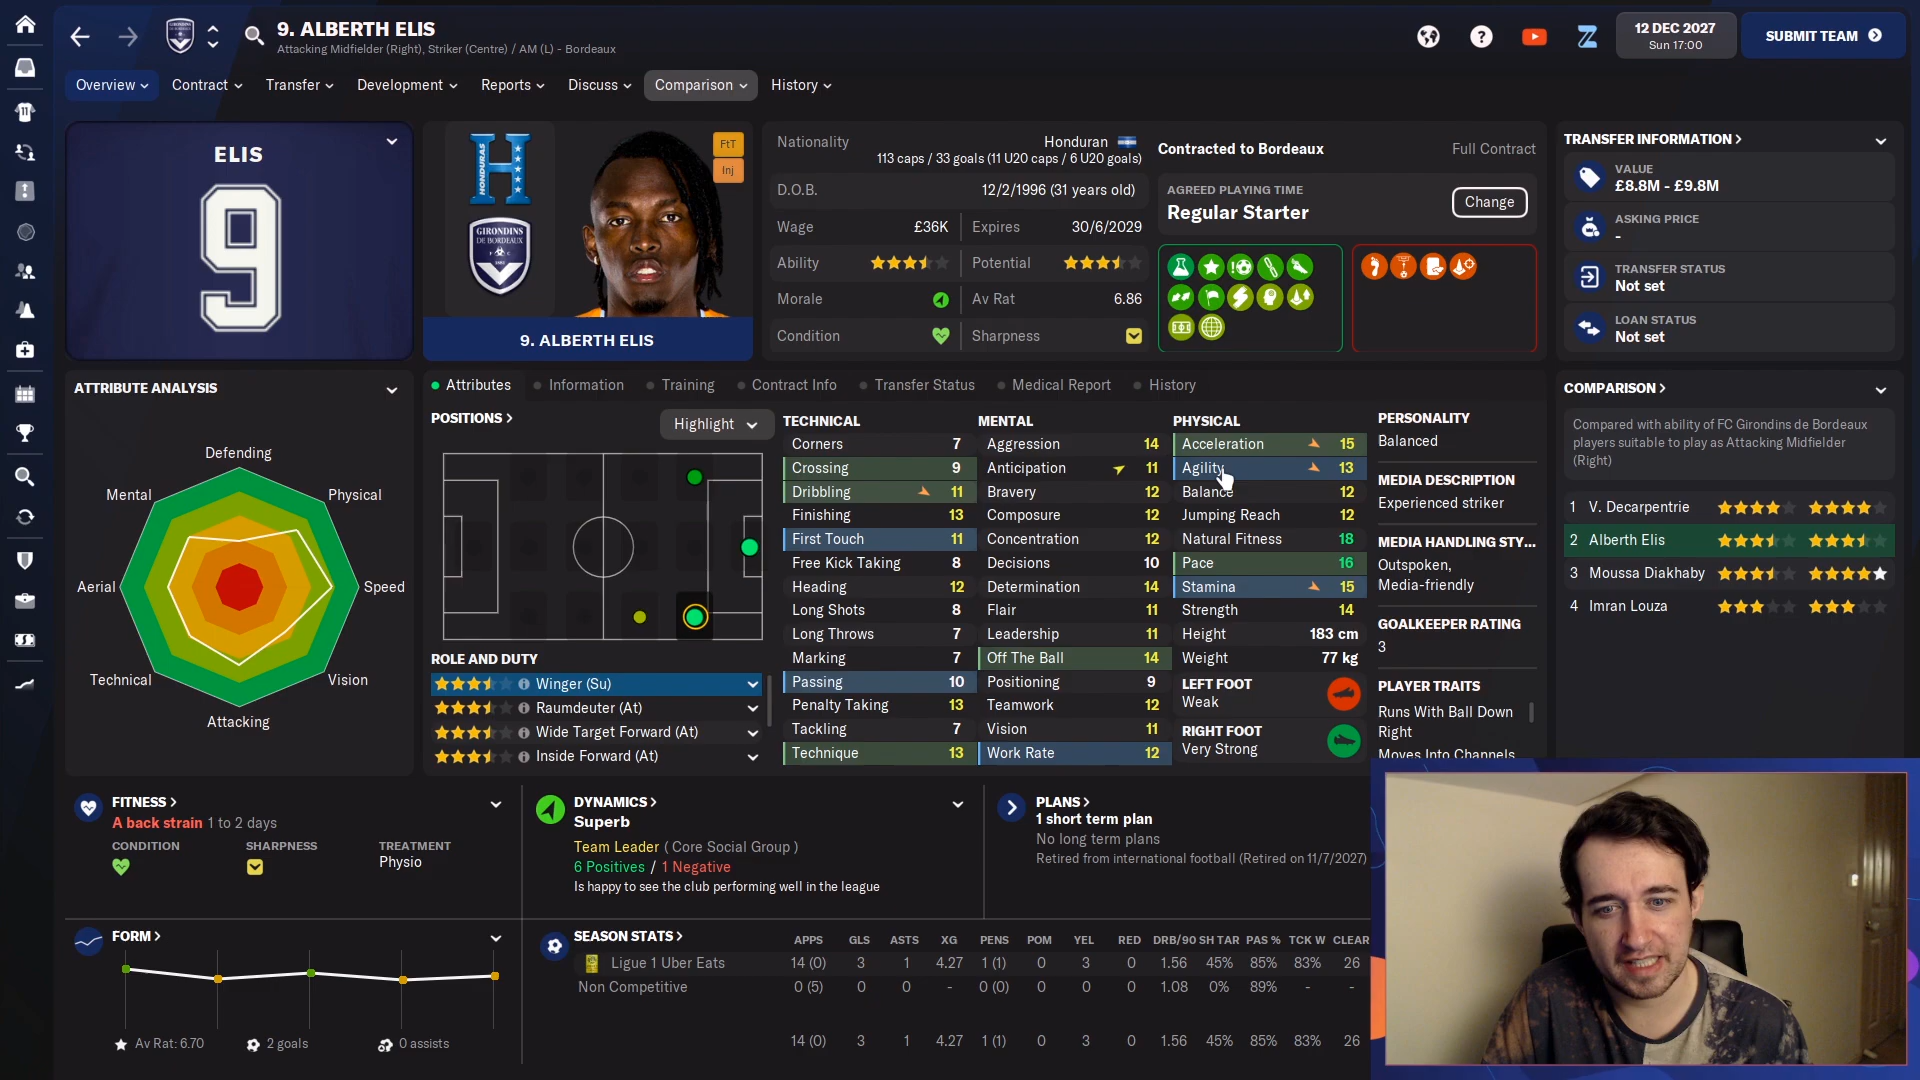 9. ALBERTH ELIS
Attacking Midfielder (Right), Striker (Centre) / AM (L) - Bordeaux
12 DEC 2027
Sun 17:00
SUBMIT TEAM
Overview
Contract
Transfer
Development
Reports
Discuss
Comparison
History
ELIS
9
HONDURAS
GIRONDINS
DE BORDEAUX
FtT
Inj
9. ALBERTH ELIS
Nationality
Honduran
113 caps / 33 goals (11 U20 caps / 6 U20 goals)
D.O.B.
12/2/1996 (31 years old)
Wage £36K
Expires 30/6/2029
Ability
Potential
Morale
Av Rat 6.86
Condition
Sharpness
Contracted to Bordeaux
Full Contract
AGREED PLAYING TIME
Regular Starter
Change
TRANSFER INFORMATION >
VALUE
£8.8M - £9.8M
ASKING PRICE
-
TRANSFER STATUS
Not set
LOAN STATUS
Not set
ATTRIBUTE ANALYSIS
Defending
Mental
Physical
Aerial
Speed
Technical
Vision
Attacking
Attributes
Information
Training
Contract Info
Transfer Status
Medical Report
History
POSITIONS >
Highlight
ROLE AND DUTY
Winger (Su)
Raumdeuter (At)
Wide Target Forward (At)
Inside Forward (At)
TECHNICAL
Corners 7
Crossing 9
Dribbling 11
Finishing 13
First Touch 11
Free Kick Taking 8
Heading 12
Long Shots 8
Long Throws 7
Marking 7
Passing 10
Penalty Taking 13
Tackling 7
Technique 13
MENTAL
Aggression 14
Anticipation 11
Bravery 12
Composure 12
Concentration 12
Decisions 10
Determination 14
Flair 11
Leadership 11
Off The Ball 14
Positioning 9
Teamwork 12
Vision 11
Work Rate 12
PHYSICAL
Acceleration 15
Agility 13
Balance 12
Jumping Reach 12
Natural Fitness 18
Pace 16
Stamina 15
Strength 14
Height 183 cm
Weight 77 kg
LEFT FOOT
Weak
RIGHT FOOT
Very Strong
PERSONALITY
Balanced
MEDIA DESCRIPTION
Experienced striker
MEDIA HANDLING STY...
Outspoken,
Media-friendly
GOALKEEPER RATING
3
PLAYER TRAITS
Runs With Ball Down
Right
Moves Into Channels
COMPARISON >
Compared with ability of FC Girondins de Bordeaux
players suitable to play as Attacking Midfielder
(Right)
1 V. Decarpentrie
2 Alberth Elis
3 Moussa Diakhaby
4 Imran Louza
FITNESS >
A back strain 1 to 2 days
CONDITION
SHARPNESS
TREATMENT
Physio
DYNAMICS >
Superb
Team Leader ( Core Social Group )
6 Positives / 1 Negative
Is happy to see the club performing well in the league
PLANS >
1 short term plan
No long term plans
Retired from international football (Retired on 11/7/2027)
FORM >
Av Rat: 6.70
2 goals
0 assists
SEASON STATS >
APPS GLS ASTS XG PENS POM YEL RED DRB/90 SH TAR PAS % TCK W CLEAR
Ligue 1 Uber Eats 14 (0) 3 1 4.27 1 (1) 0 3 0 1.56 45% 85% 83% 26
Non Competitive 0 (5) 0 0 - 0 (0) 0 0 0 1.08 0% 89% - -
14 (0) 3 1 4.27 1 (1) 0 3 0 1.56 45% 85% 83% 26